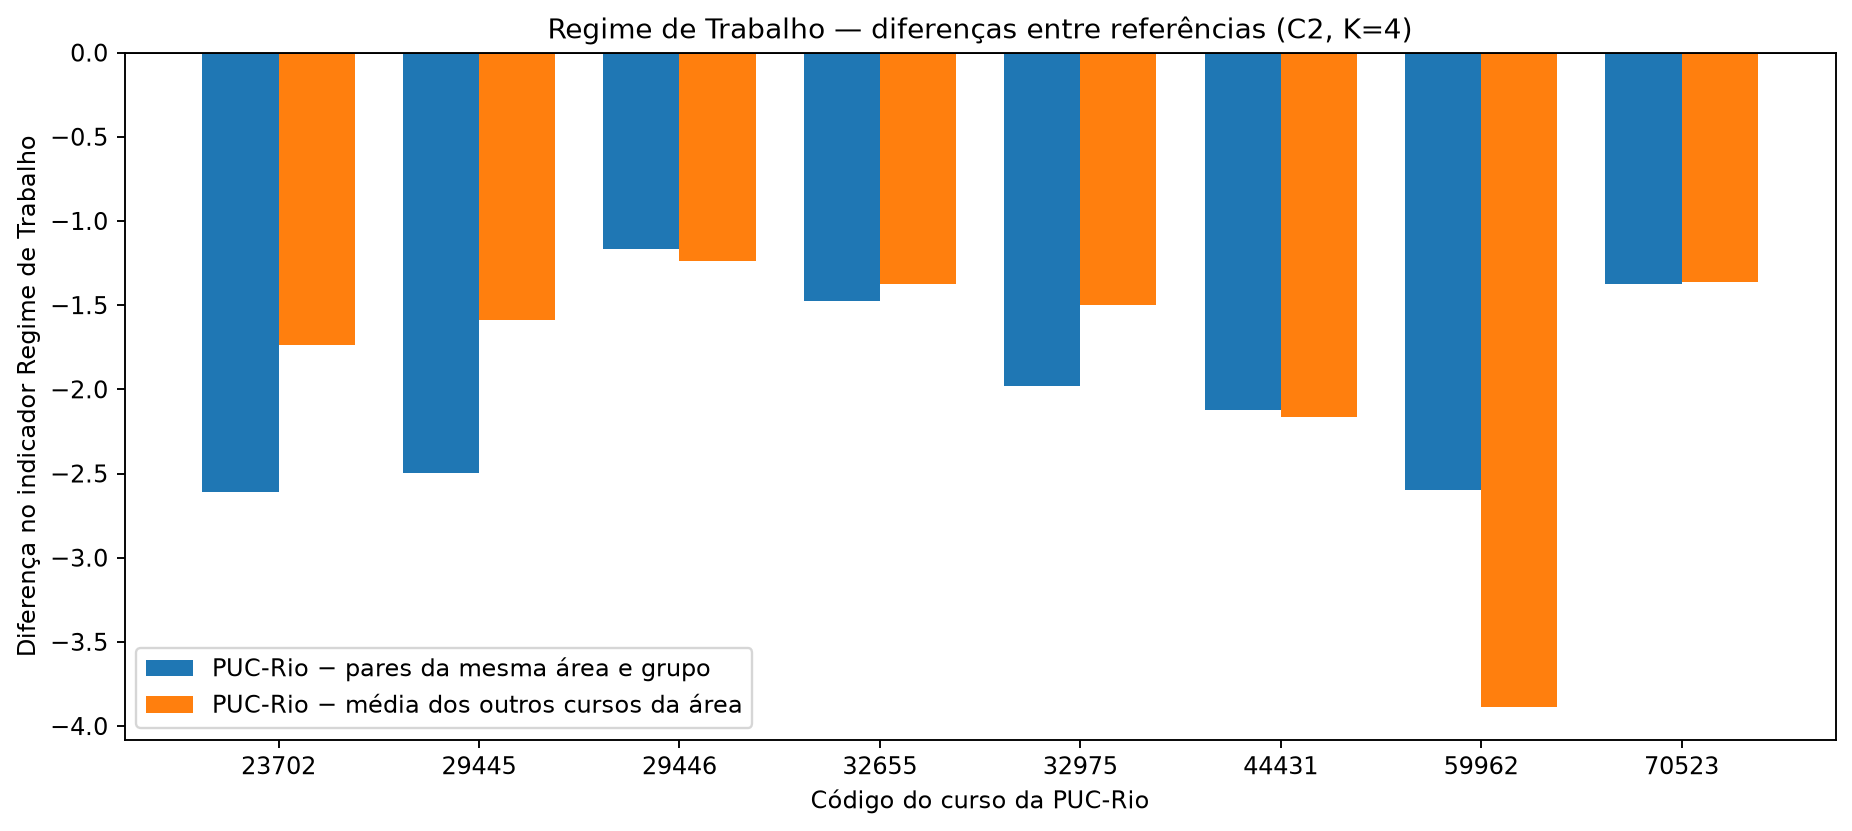 Regime de Trabalho — diferenças entre referências (C2, K=4)
Diferença no indicador Regime de Trabalho
0.0
−0.5
−1.0
−1.5
−2.0
−2.5
−3.0
−3.5
−4.0
PUC-Rio − pares da mesma área e grupo
PUC-Rio − média dos outros cursos da área
23702 29445 29446 32655 32975 44431 59962 70523
Código do curso da PUC-Rio